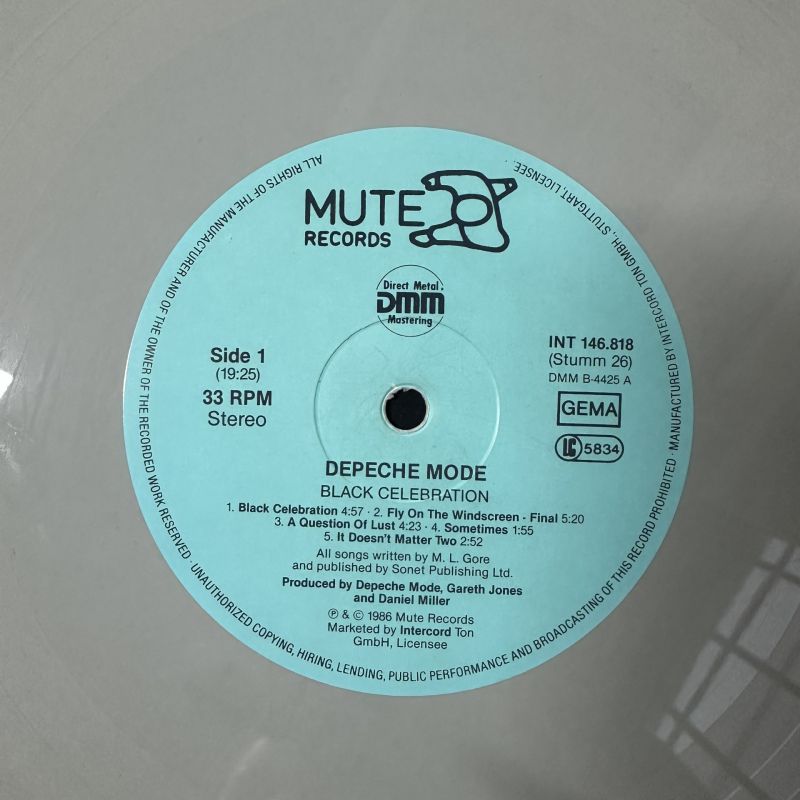 MUTE
RECORDS
Direct Metal
DMM
Mastering
Side 1
(19:25)
33 RPM
Stereo
INT 146.818
(Stumm 26)
DMM B-4425 A
GEMA
LC 5834
DEPECHE MODE
BLACK CELEBRATION
1. Black Celebration 4:57 · 2. Fly On The Windscreen - Final 5:20
3. A Question Of Lust 4:23 · 4. Sometimes 1:55
5. It Doesn't Matter Two 2:52
All songs written by M. L. Gore
and published by Sonet Publishing Ltd.
Produced by Depeche Mode, Gareth Jones
and Daniel Miller
℗ & © 1986 Mute Records
Marketed by Intercord Ton
GmbH, Licensee
ALL RIGHTS OF THE MANUFACTURER AND OF THE OWNER OF THE RECORDED WORK RESERVED · UNAUTHORIZED COPYING, HIRING, LENDING, PUBLIC PERFORMANCE AND BROADCASTING OF THIS RECORD PROHIBITED · MANUFACTURED BY INTERCORD TON GMBH., STUTTGART, LICENSEE.